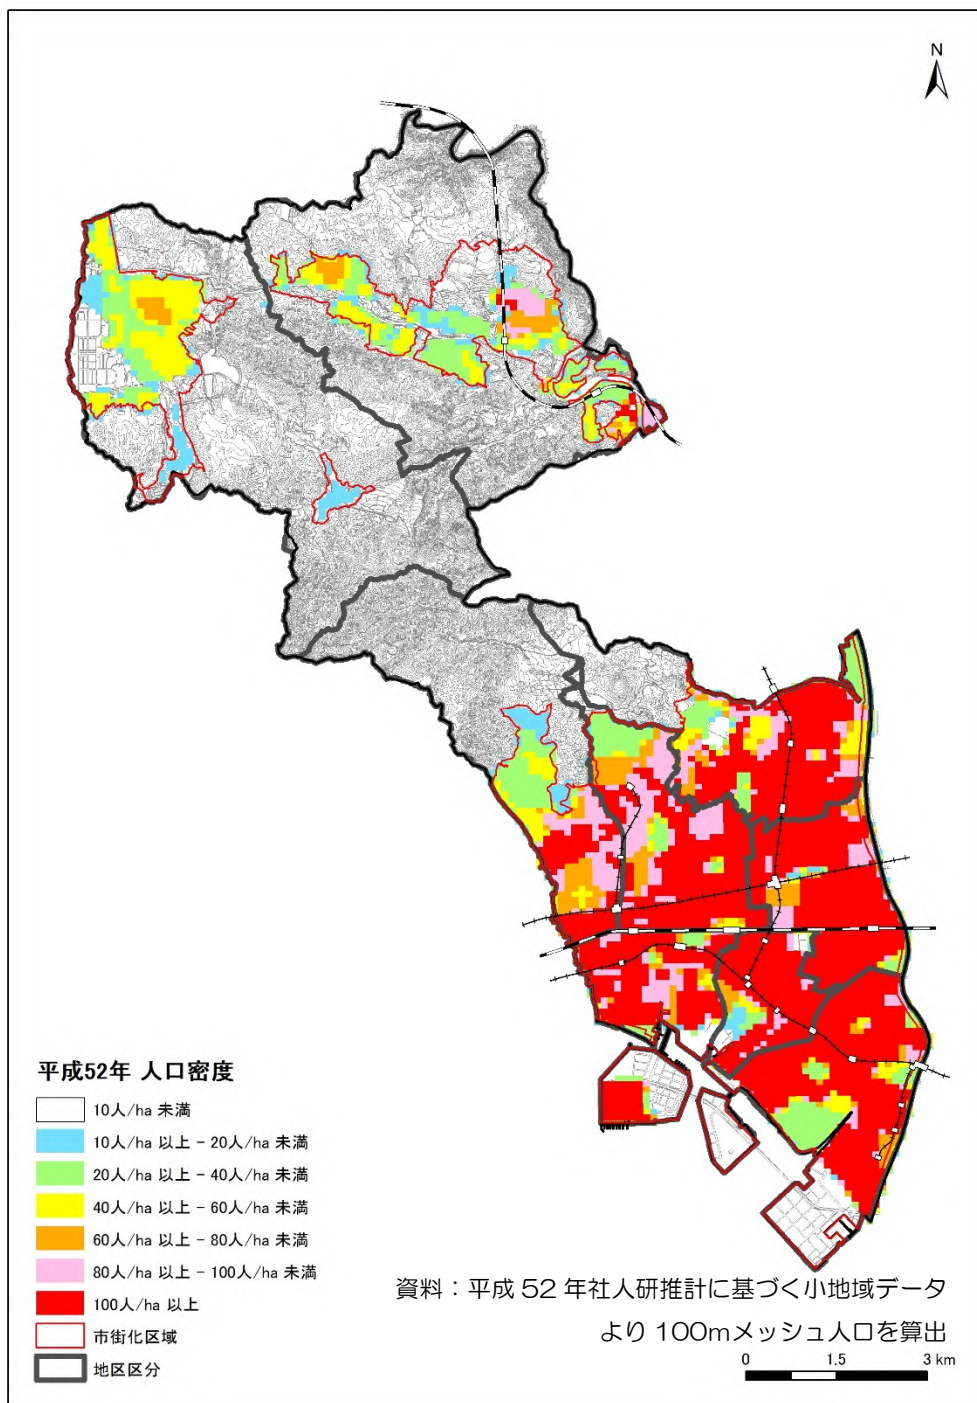 N
平成52年 人口密度
10人/ha 未満
10人/ha 以上 - 20人/ha 未満
20人/ha 以上 - 40人/ha 未満
40人/ha 以上 - 60人/ha 未満
60人/ha 以上 - 80人/ha 未満
80人/ha 以上 - 100人/ha 未満
100人/ha 以上
市街化区域
地区区分
資料：平成 52 年社人研推計に基づく小地域データ
より 100mメッシュ人口を算出
0 1.5 3 km